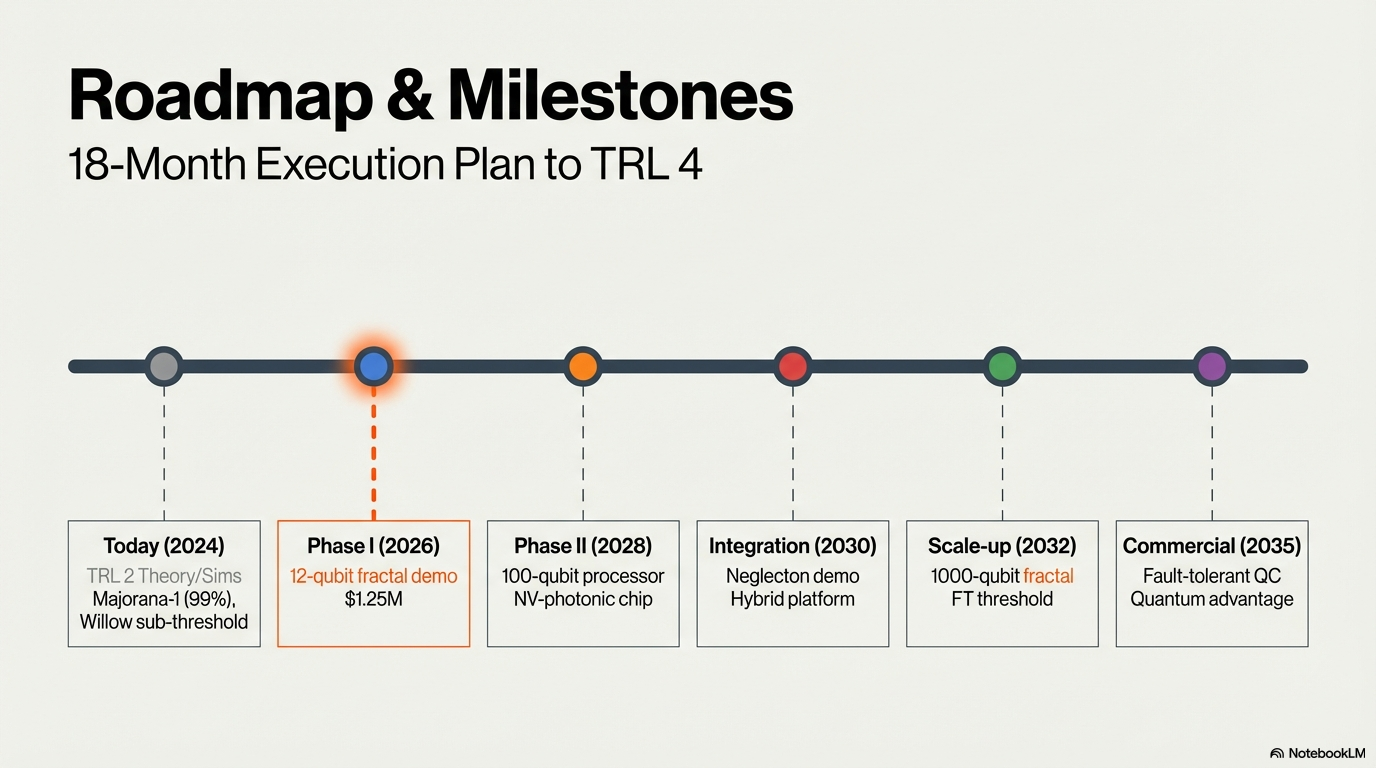 Roadmap & Milestones
18-Month Execution Plan to TRL 4
Today (2024)
TRL 2 Theory/Sims
Majorana-1 (99%),
Willow sub-threshold
Phase I (2026)
12-qubit fractal demo
$1.25M
Phase II (2028)
100-qubit processor
NV-photonic chip
Integration (2030)
Neglecton demo
Hybrid platform
Scale-up (2032)
1000-qubit fractal
FT threshold
Commercial (2035)
Fault-tolerant QC
Quantum advantage
NotebookLM